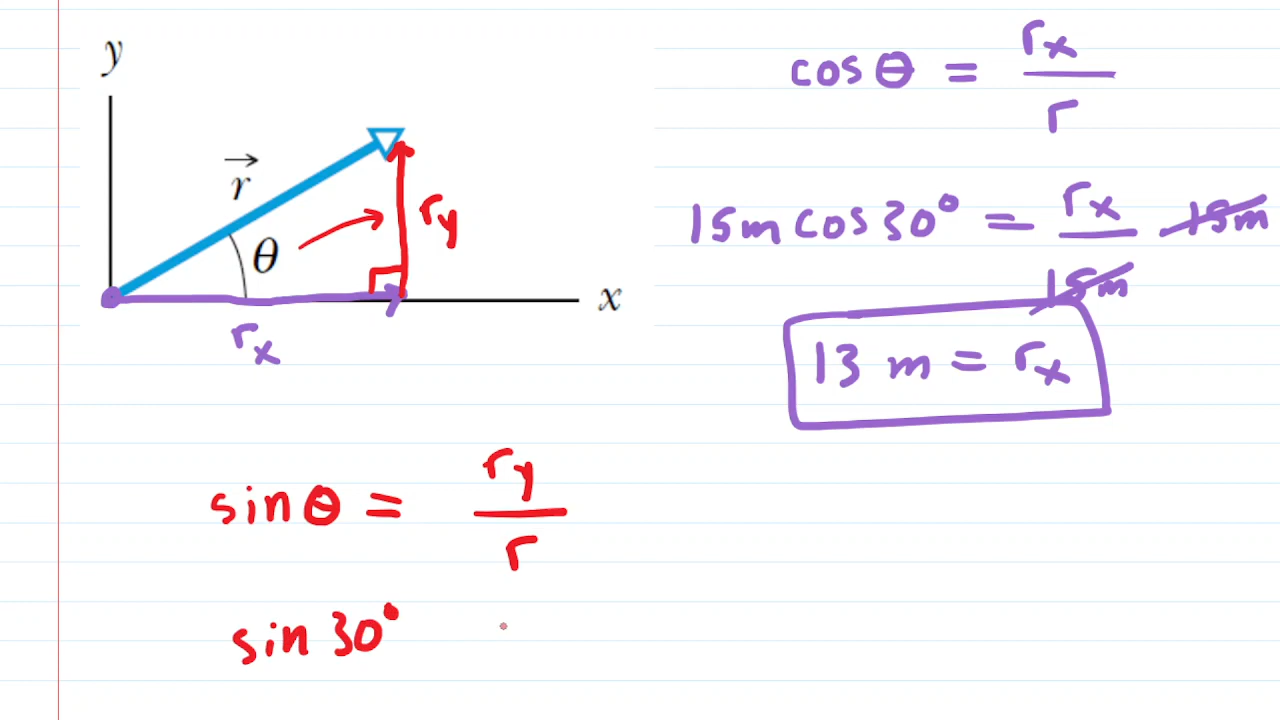 y
r⃗
θ
r_y
x
r_x
cos θ = r_x / r
15m cos 30° = r_x / 15m 15m
13 m = r_x
sin θ = r_y / r
sin 30°